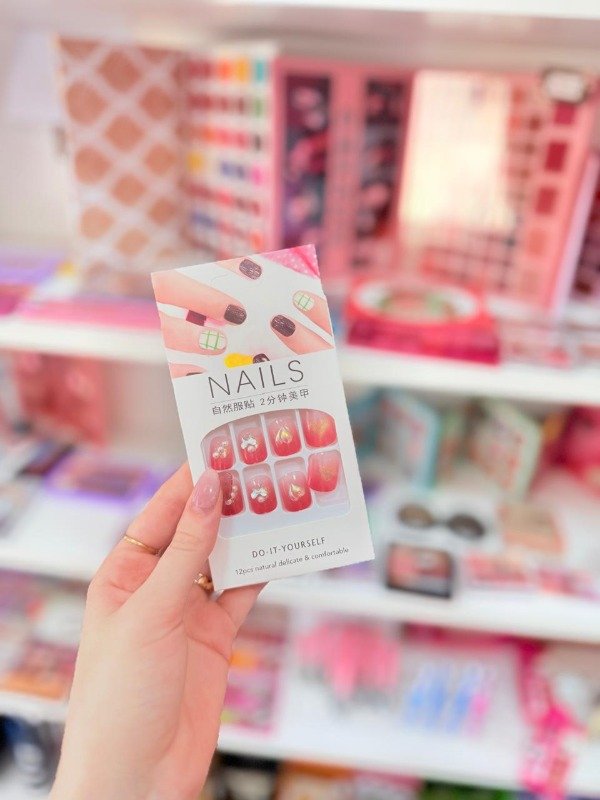 NAILS
自然服贴 2分钟美甲
DO-IT-YOURSELF
12pcs natural delicate & comfortable